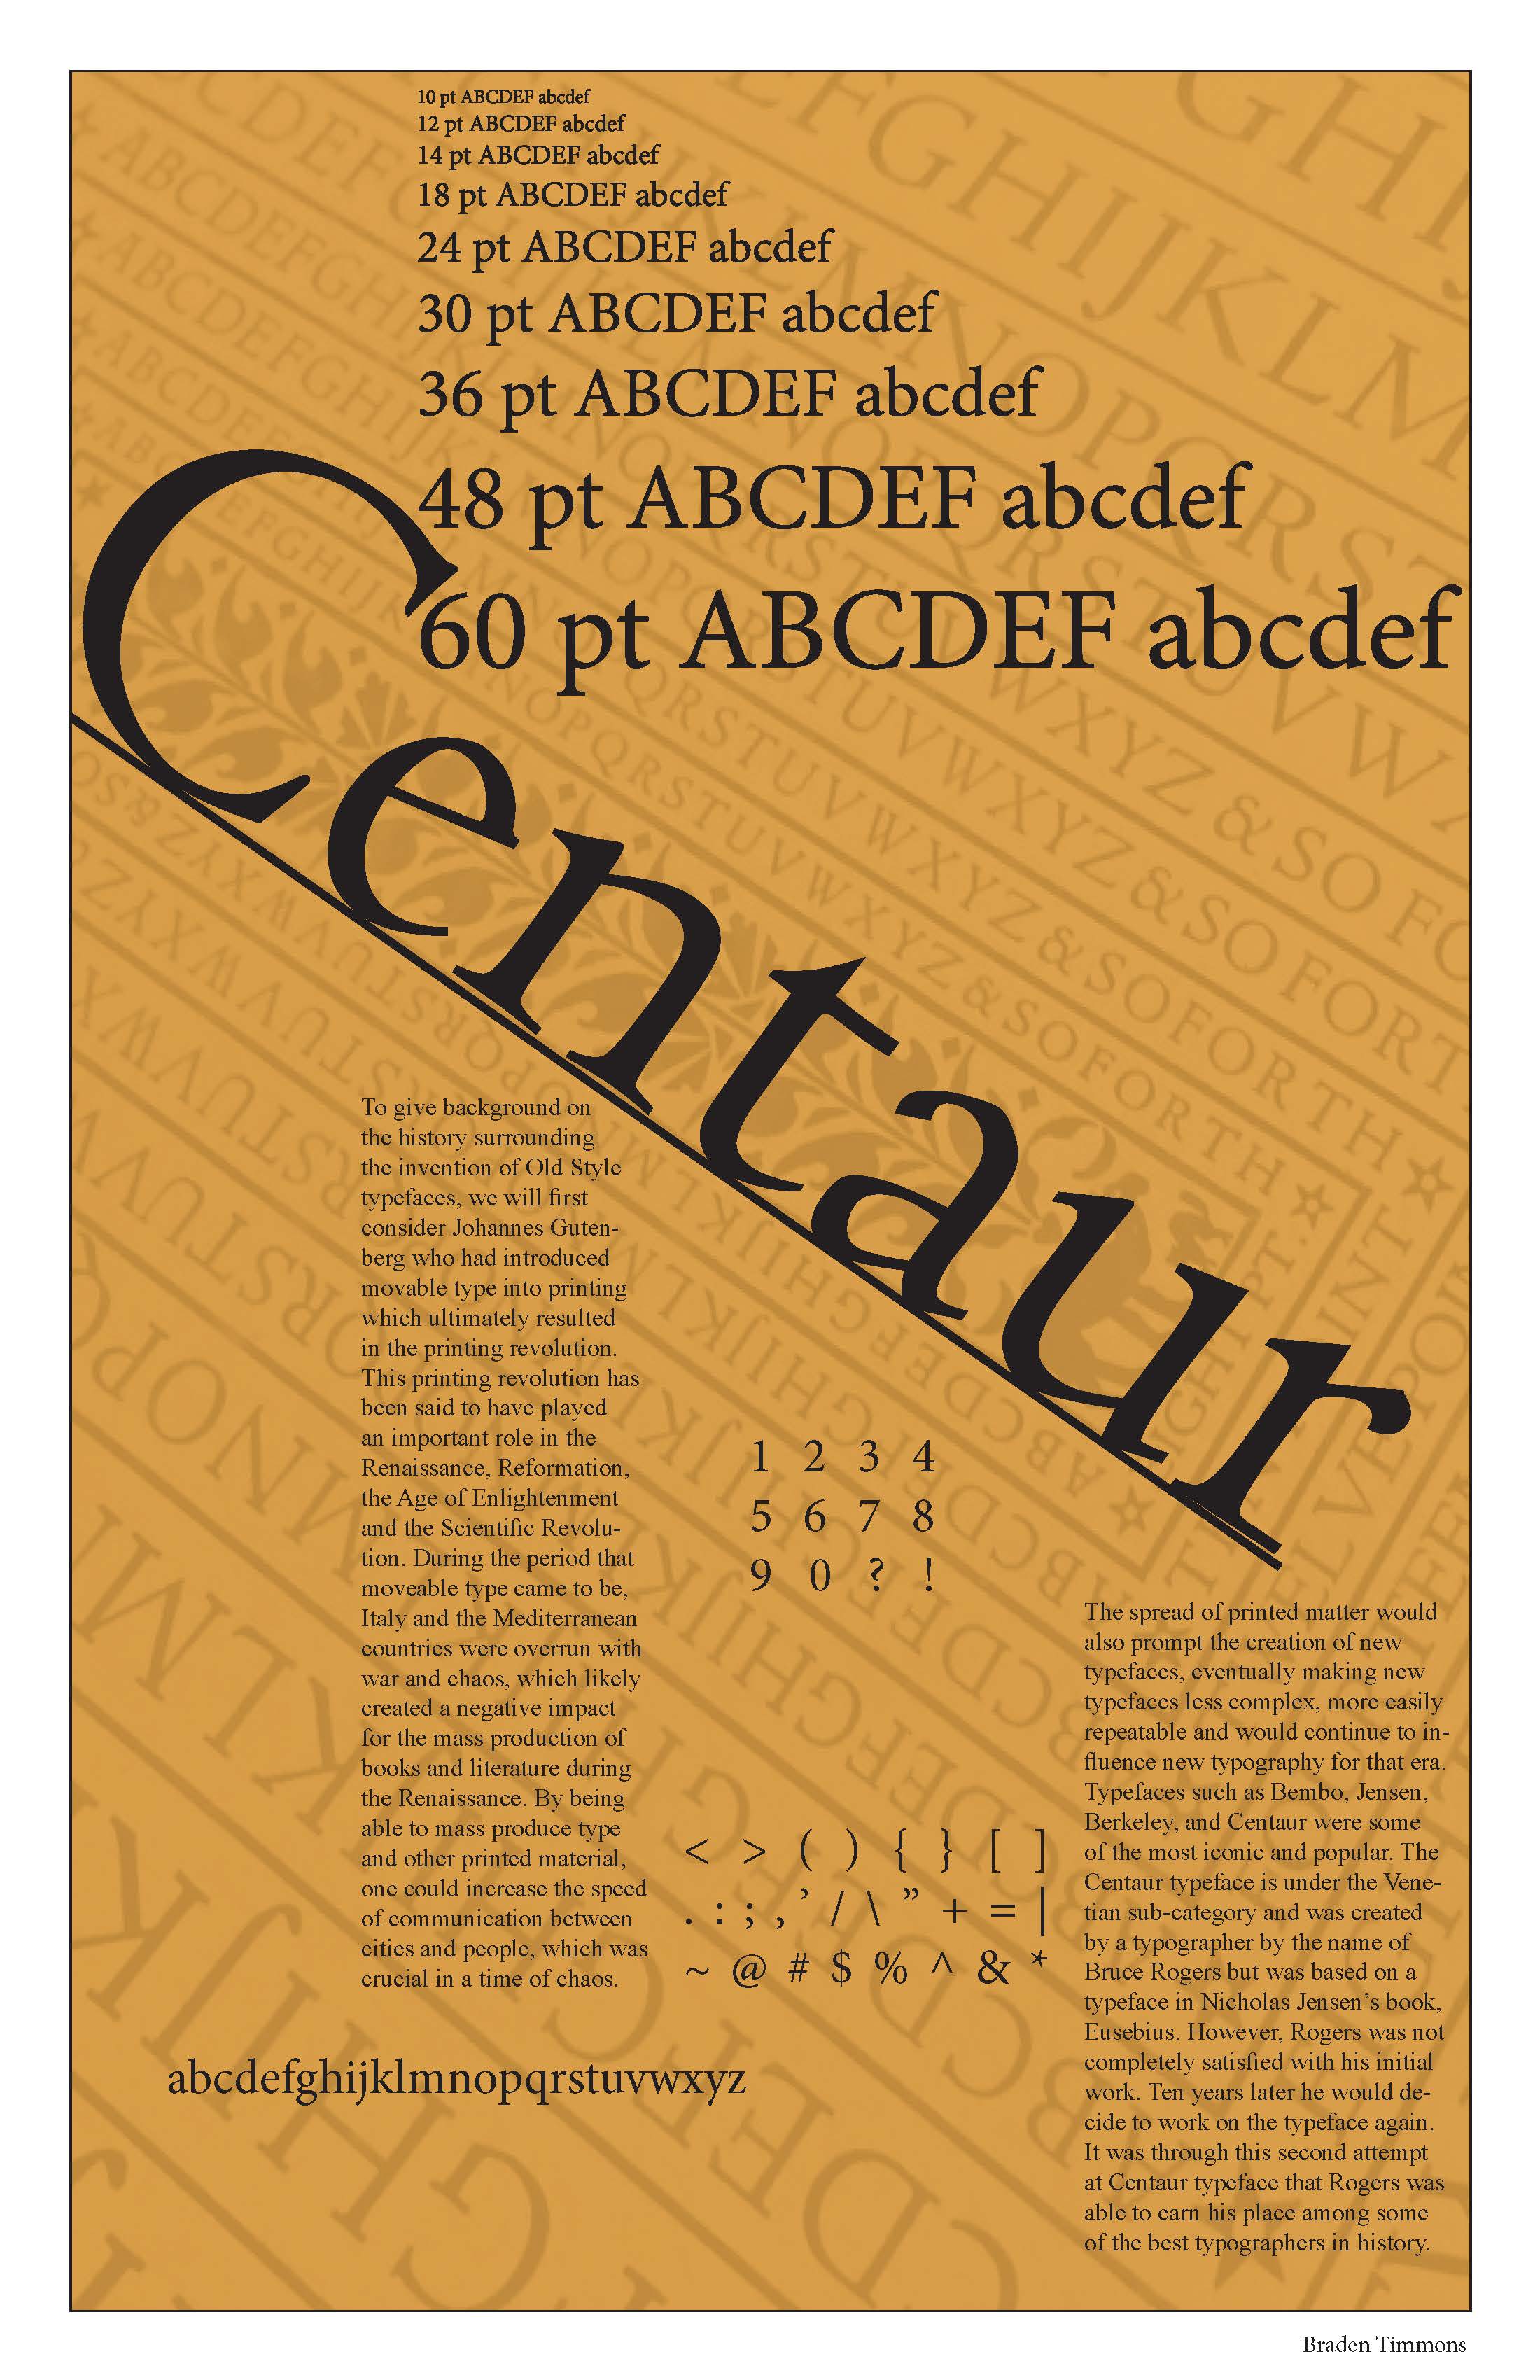 10 pt ABCDEF abcdef
12 pt ABCDEF abcdef
14 pt ABCDEF abcdef
18 pt ABCDEF abcdef
24 pt ABCDEF abcdef
30 pt ABCDEF abcdef
36 pt ABCDEF abcdef
48 pt ABCDEF abcdef
60 pt ABCDEF abcdef
Centaur
To give background on
the history surrounding
the invention of Old Style
typefaces, we will first
consider Johannes Guten-
berg who had introduced
movable type into printing
which ultimately resulted
in the printing revolution.
This printing revolution has
been said to have played
an important role in the
Renaissance, Reformation,
the Age of Enlightenment
and the Scientific Revolu-
tion. During the period that
moveable type came to be,
Italy and the Mediterranean
countries were overrun with
war and chaos, which likely
created a negative impact
for the mass production of
books and literature during
the Renaissance. By being
able to mass produce type
and other printed material,
one could increase the speed
of communication between
cities and people, which was
crucial in a time of chaos.
1 2 3 4
5 6 7 8
9 0 ? !
< > ( ) { } [ ]
. : ; , ’ / \ ” + = |
~ @ # $ % ^ & *
abcdefghijklmnopqrstuvwxyz
The spread of printed matter would
also prompt the creation of new
typefaces, eventually making new
typefaces less complex, more easily
repeatable and would continue to in-
fluence new typography for that era.
Typefaces such as Bembo, Jensen,
Berkeley, and Centaur were some
of the most iconic and popular. The
Centaur typeface is under the Vene-
tian sub-category and was created
by a typographer by the name of
Bruce Rogers but was based on a
typeface in Nicholas Jensen’s book,
Eusebius. However, Rogers was not
completely satisfied with his initial
work. Ten years later he would de-
cide to work on the typeface again.
It was through this second attempt
at Centaur typeface that Rogers was
able to earn his place among some
of the best typographers in history.
Braden Timmons